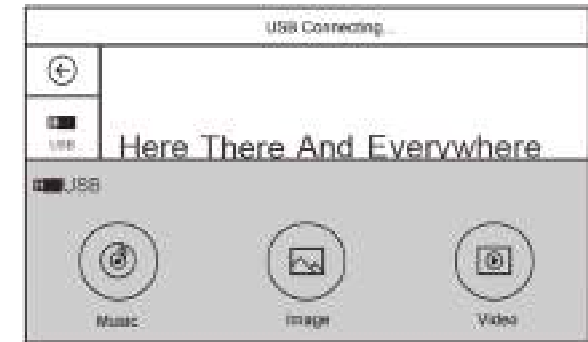 USB Connecting...
USB
Here There And Everywhere
USB
Music
Image
Video